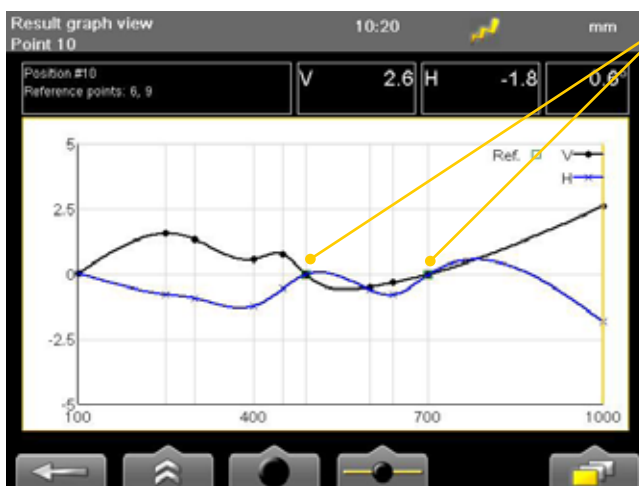 Result graph view 10:20 mm
Point 10
Position #10
Reference points: 6, 9
V 2.6 H -1.8 0.6°
5
Ref. V
H
2.5
0
-2.5
-5
100 400 700 1000